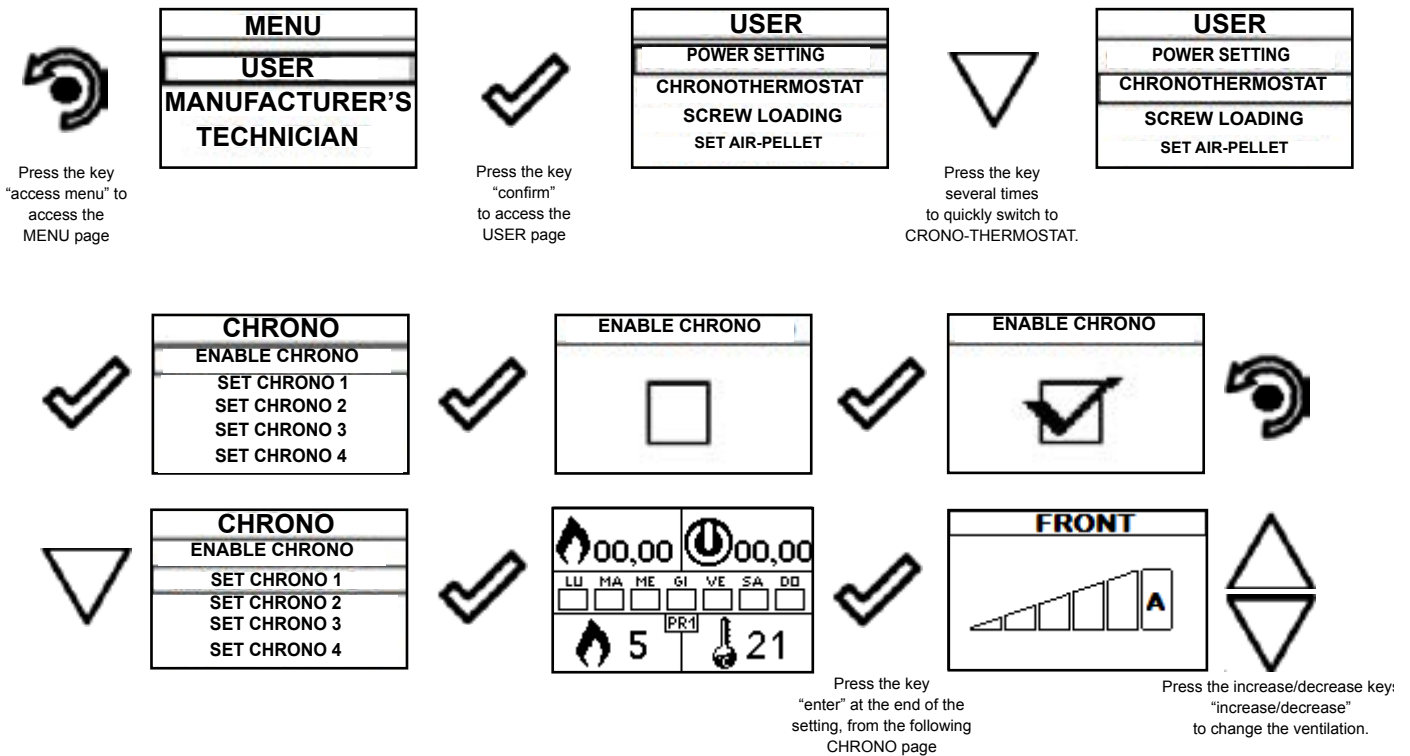 MENU
USER
MANUFACTURER'S
TECHNICIAN
Press the key
“access menu” to
access the
MENU page
USER
POWER SETTING
CHRONOTHERMOSTAT
SCREW LOADING
SET AIR-PELLET
Press the key
“confirm”
to access the
USER page
USER
POWER SETTING
CHRONOTHERMOSTAT
SCREW LOADING
SET AIR-PELLET
Press the key
several times
to quickly switch to
CRONO-THERMOSTAT.
CHRONO
ENABLE CHRONO
SET CHRONO 1
SET CHRONO 2
SET CHRONO 3
SET CHRONO 4
ENABLE CHRONO
ENABLE CHRONO
CHRONO
ENABLE CHRONO
SET CHRONO 1
SET CHRONO 2
SET CHRONO 3
SET CHRONO 4
00,00 00,00
LU MA ME GI VE SA DO
PR1
5 21
FRONT
A
Press the key
“enter” at the end of the
setting, from the following
CHRONO page
Press the increase/decrease keys
“increase/decrease”
to change the ventilation.